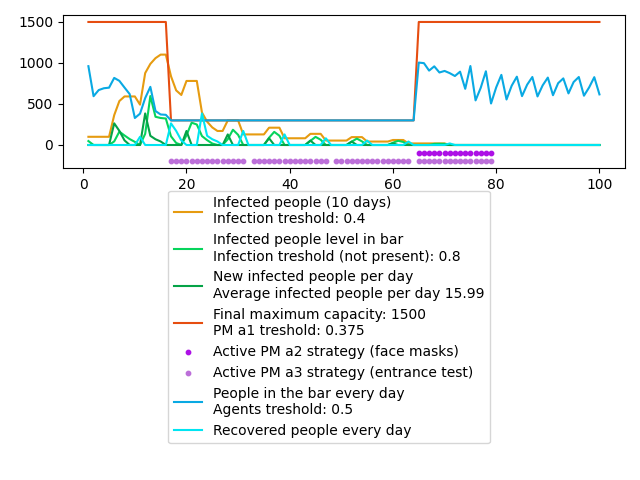 1500
1000
500
0
0
20
40
60
80
100
Infected people (10 days)
Infection treshold: 0.4
Infected people level in bar
Infection treshold (not present): 0.8
New infected people per day
Average infected people per day 15.99
Final maximum capacity: 1500
PM a1 treshold: 0.375
Active PM a2 strategy (face masks)
Active PM a3 strategy (entrance test)
People in the bar every day
Agents treshold: 0.5
Recovered people every day